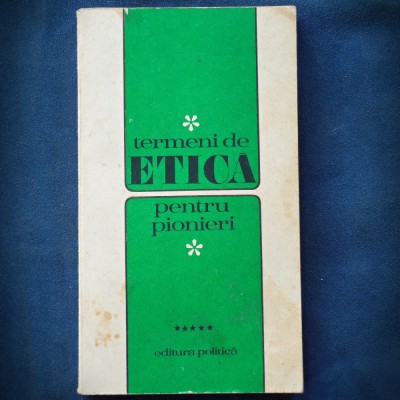 *
termeni de
ETICĂ
pentru
pionieri
*
★★★★★
editura politică